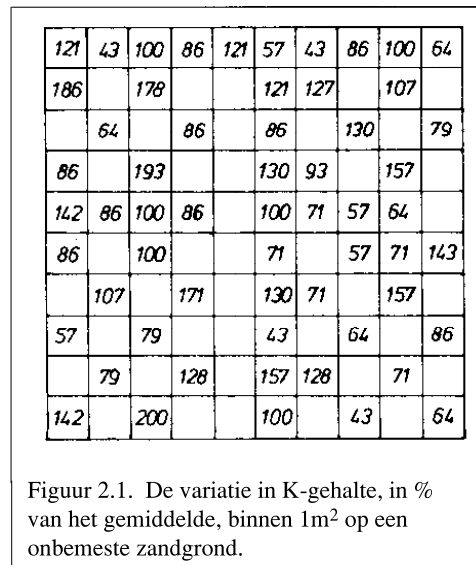 121 43 100 86 121 57 43 86 100 64
186 178 121 127 107
64 86 86 130 79
86 193 130 93 157
142 86 100 86 100 71 57 64
86 100 71 57 71 143
107 171 130 71 157
57 79 43 64 86
79 128 157 128 71
142 200 100 43 64
Figuur 2.1. De variatie in K-gehalte, in %
van het gemiddelde, binnen 1m² op een
onbemeste zandgrond.